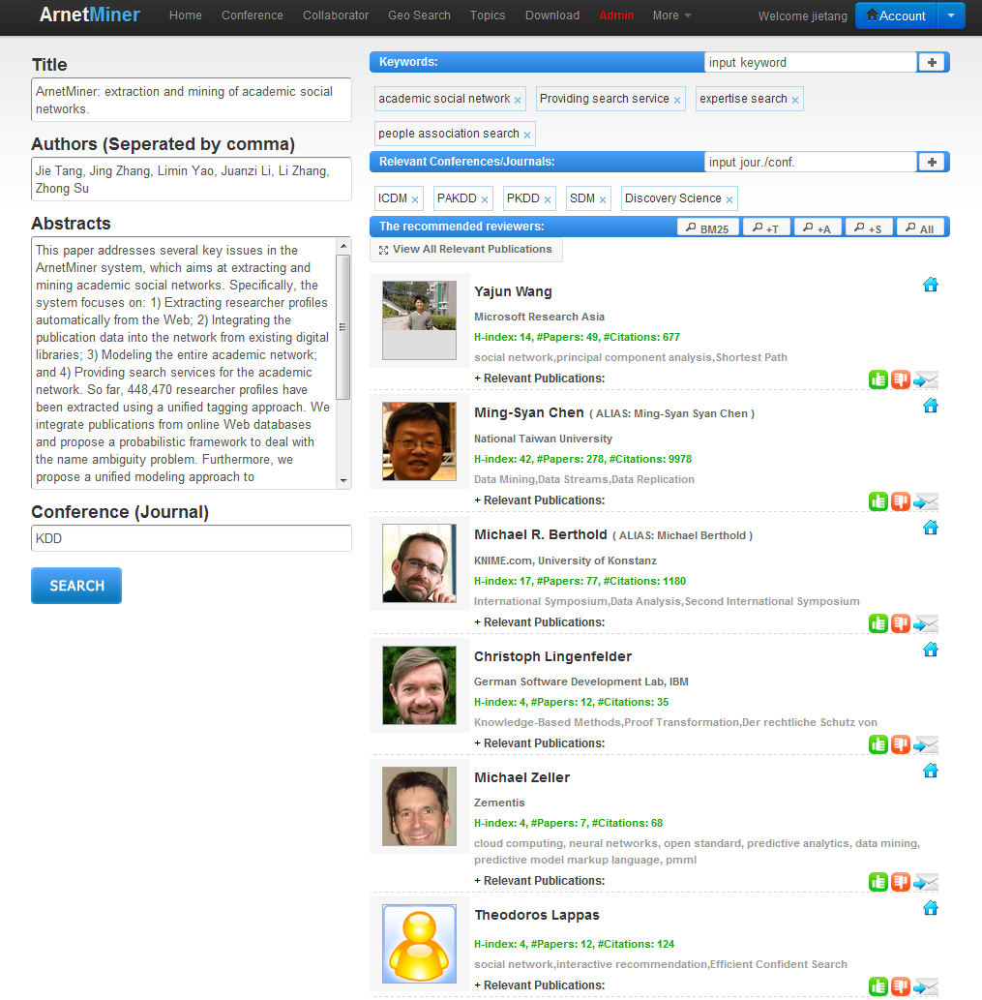 ArnetMiner Home Conference Collaborator Geo Search Topics Download Admin More Welcome jietang Account
Title
ArnetMiner: extraction and mining of academic social
networks.
Authors (Seperated by comma)
Jie Tang, Jing Zhang, Limin Yao, Juanzi Li, Li Zhang,
Zhong Su
Abstracts
This paper addresses several key issues in the
ArnetMiner system, which aims at extracting and
mining academic social networks. Specifically, the
system focuses on: 1) Extracting researcher profiles
automatically from the Web; 2) Integrating the
publication data into the network from existing digital
libraries; 3) Modeling the entire academic network;
and 4) Providing search services for the academic
network. So far, 448,470 researcher profiles have
been extracted using a unified tagging approach. We
integrate publications from online Web databases
and propose a probabilistic framework to deal with
the name ambiguity problem. Furthermore, we
propose a unified modeling approach to
Conference (Journal)
KDD
SEARCH
Keywords: input keyword +
academic social network × Providing search service × expertise search ×
people association search ×
Relevant Conferences/Journals: input jour./conf. +
ICDM × PAKDD × PKDD × SDM × Discovery Science ×
The recommended reviewers: BM25 +T +A +S All
View All Relevant Publications
Yajun Wang
Microsoft Research Asia
H-index: 14, #Papers: 49, #Citations: 677
social network,principal component analysis,Shortest Path
+ Relevant Publications:
Ming-Syan Chen ( ALIAS: Ming-Syan Syan Chen )
National Taiwan University
H-index: 42, #Papers: 278, #Citations: 9978
Data Mining,Data Streams,Data Replication
+ Relevant Publications:
Michael R. Berthold ( ALIAS: Michael Berthold )
KNIME.com, University of Konstanz
H-index: 17, #Papers: 77, #Citations: 1180
International Symposium,Data Analysis,Second International Symposium
+ Relevant Publications:
Christoph Lingenfelder
German Software Development Lab, IBM
H-index: 4, #Papers: 12, #Citations: 35
Knowledge-Based Methods,Proof Transformation,Der rechtliche Schutz von
+ Relevant Publications:
Michael Zeller
Zementis
H-index: 4, #Papers: 7, #Citations: 68
cloud computing, neural networks, open standard, predictive analytics, data mining,
predictive model markup language, pmml
+ Relevant Publications:
Theodoros Lappas
H-index: 4, #Papers: 12, #Citations: 124
social network,interactive recommendation,Efficient Confident Search
+ Relevant Publications: